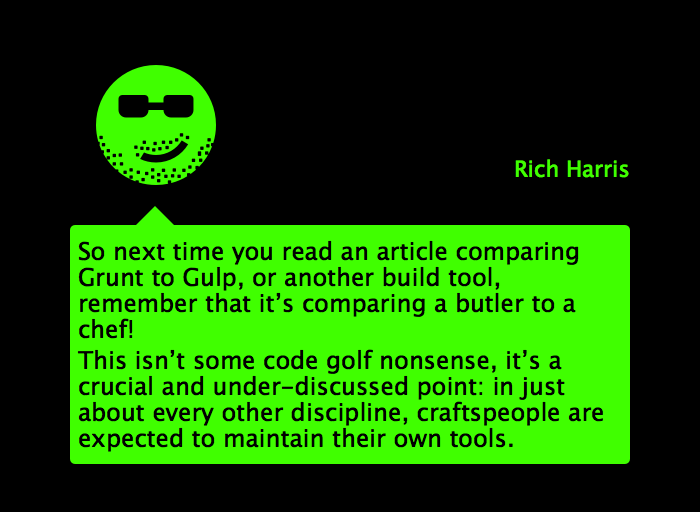 Rich Harris
So next time you read an article comparing
Grunt to Gulp, or another build tool,
remember that it’s comparing a butler to a
chef!
This isn’t some code golf nonsense, it’s a
crucial and under–discussed point: in just
about every other discipline, craftspeople are
expected to maintain their own tools.